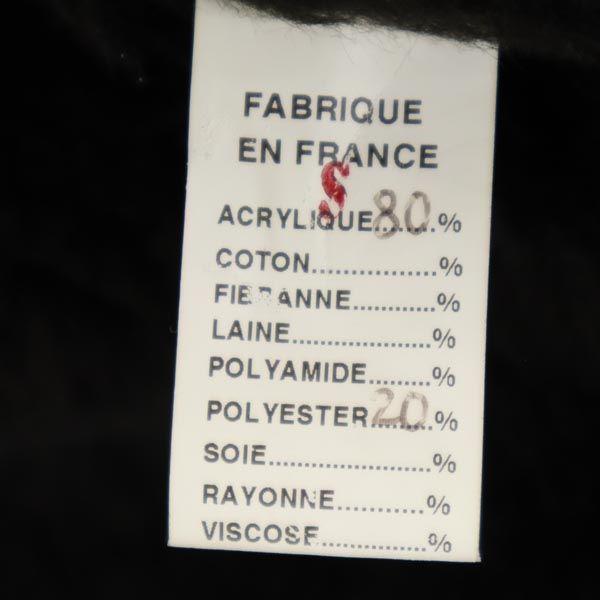 FABRIQUE
EN FRANCE
S
ACRYLIQUE 80.......%
COTON...............%
FIBRANNE............%
LAINE.................%
POLYAMIDE.........%
POLYESTER 20........%
SOIE.....................%
RAYONNE............%
VISCOSE...............%